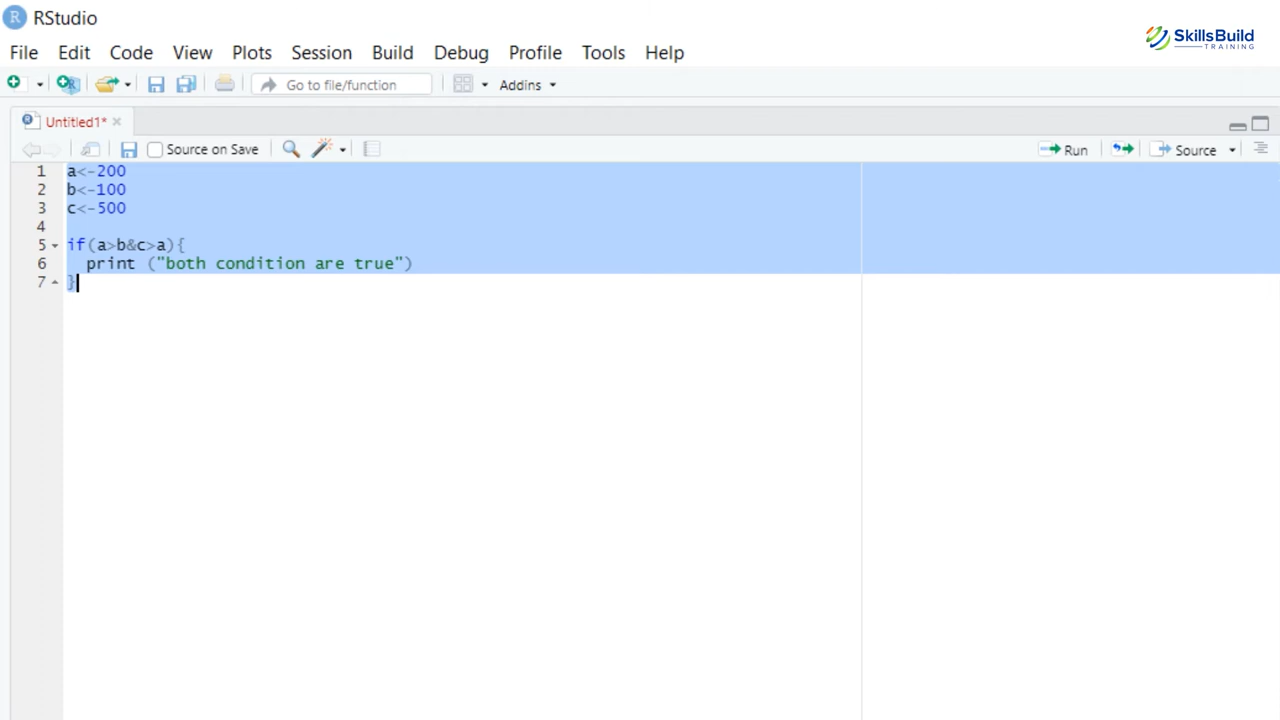 RStudio
SkillsBuild
TRAINING
File Edit Code View Plots Session Build Debug Profile Tools Help
Go to file/function Addins
Untitled1*
Source on Save Run Source
1 a<-200
2 b<-100
3 c<-500
4
5 if(a>b&c>a){
6 print ("both condition are true")
7 }